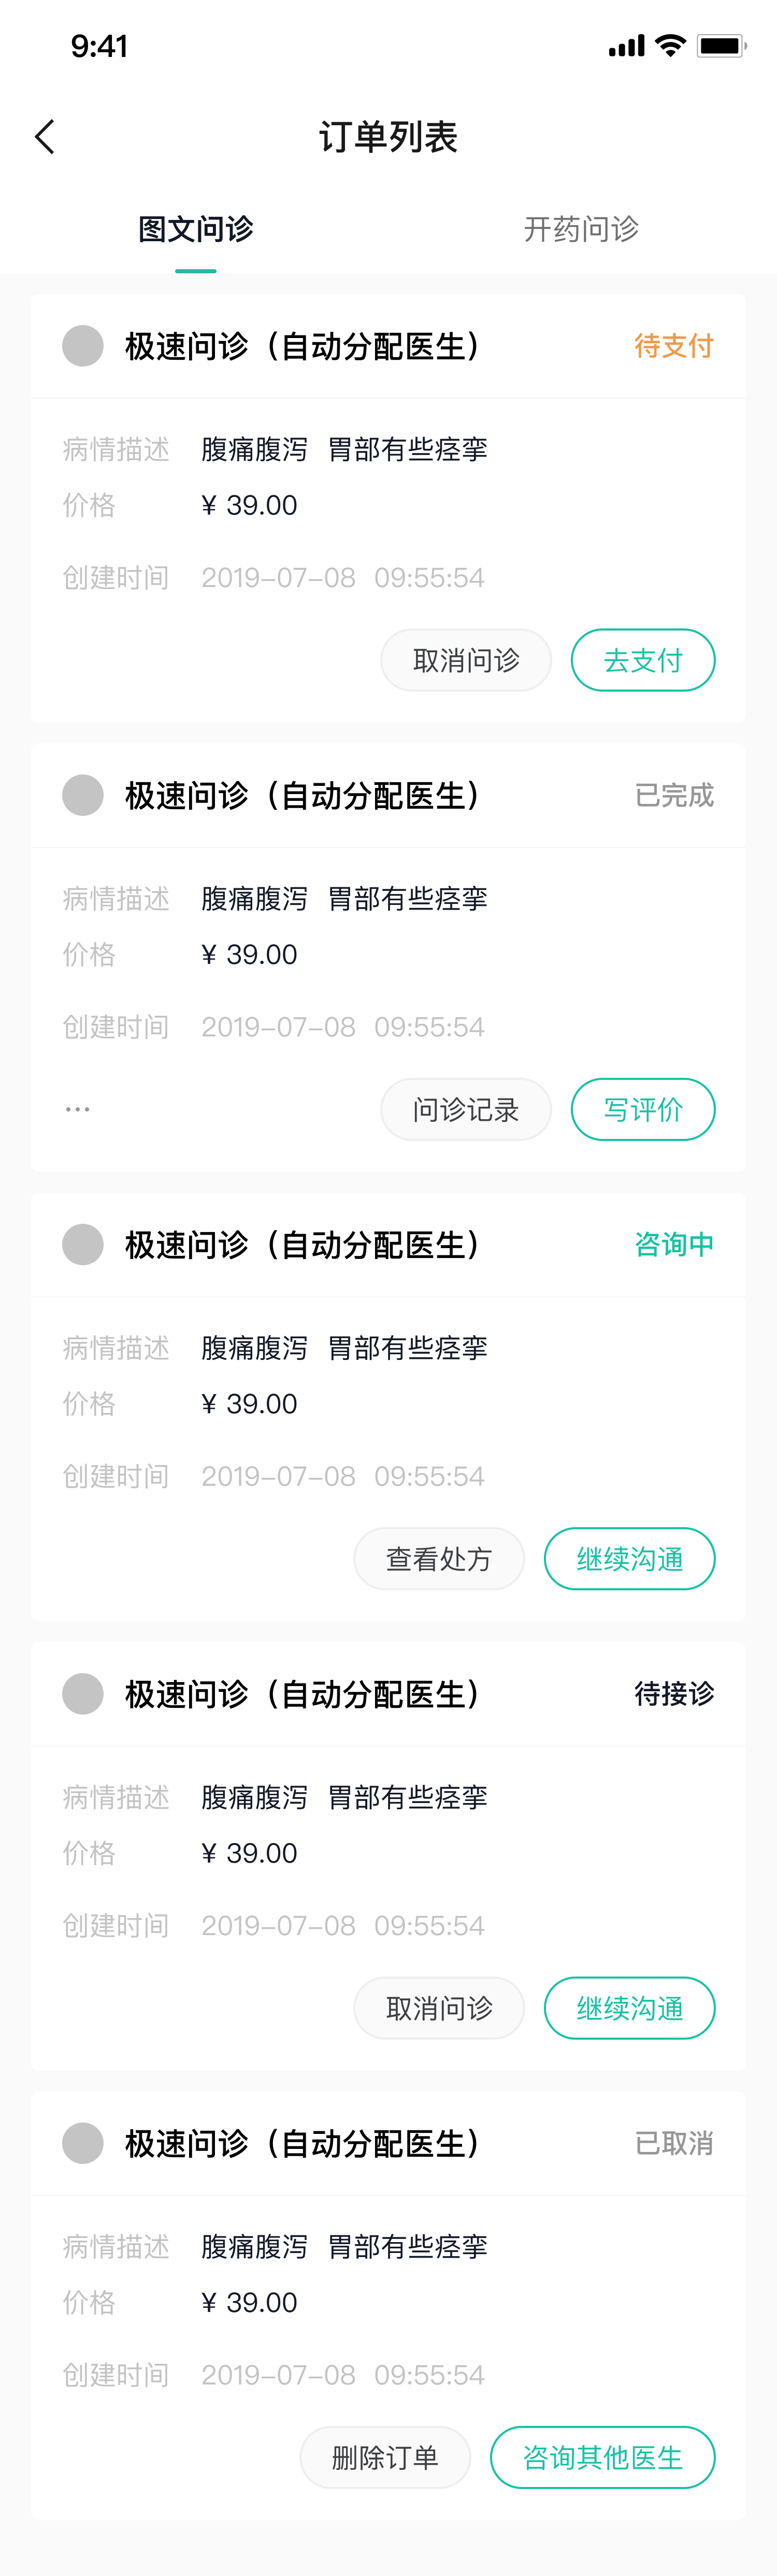 9:41
订单列表
图文问诊 开药问诊
极速问诊（自动分配医生） 待支付
病情描述 腹痛腹泻 胃部有些痉挛
价格 ¥ 39.00
创建时间 2019-07-08 09:55:54
取消问诊 去支付
极速问诊（自动分配医生） 已完成
病情描述 腹痛腹泻 胃部有些痉挛
价格 ¥ 39.00
创建时间 2019-07-08 09:55:54
... 问诊记录 写评价
极速问诊（自动分配医生） 咨询中
病情描述 腹痛腹泻 胃部有些痉挛
价格 ¥ 39.00
创建时间 2019-07-08 09:55:54
查看处方 继续沟通
极速问诊（自动分配医生） 待接诊
病情描述 腹痛腹泻 胃部有些痉挛
价格 ¥ 39.00
创建时间 2019-07-08 09:55:54
取消问诊 继续沟通
极速问诊（自动分配医生） 已取消
病情描述 腹痛腹泻 胃部有些痉挛
价格 ¥ 39.00
创建时间 2019-07-08 09:55:54
删除订单 咨询其他医生